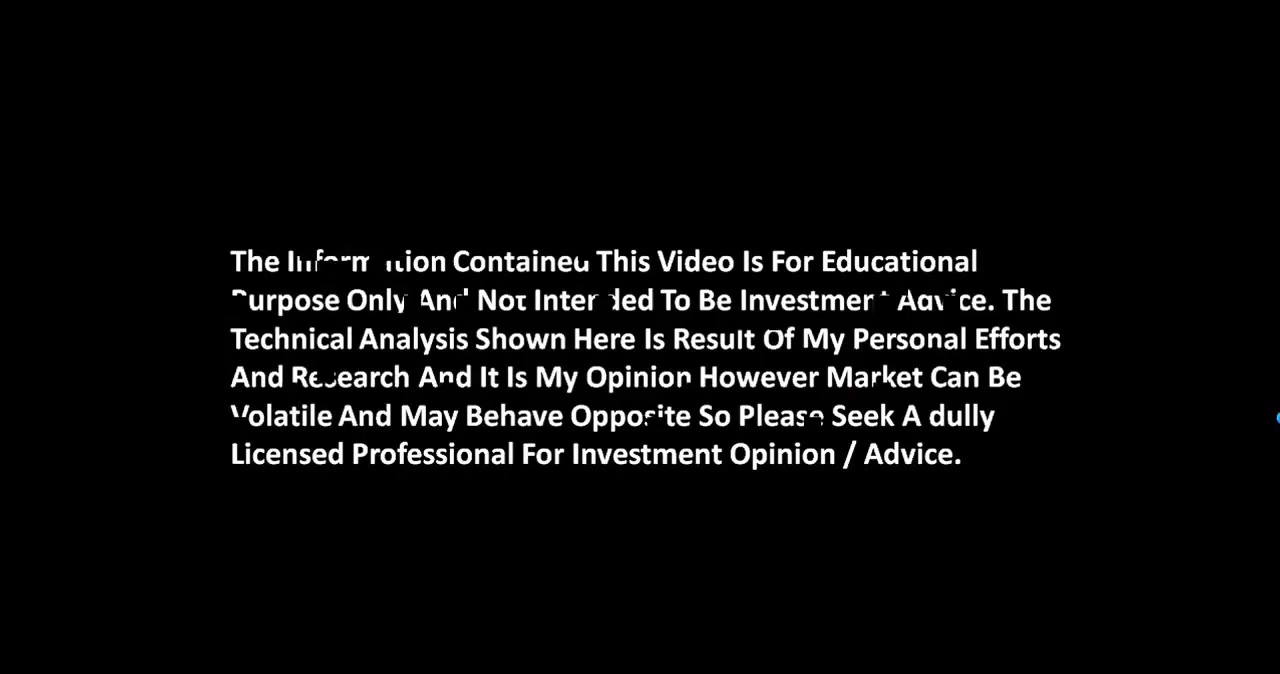 The Information Contained This Video Is For Educational
Purpose Only And Not Intended To Be Investment Advice. The
Technical Analysis Shown Here Is Result Of My Personal Efforts
And Research And It Is My Opinion However Market Can Be
Volatile And May Behave Opposite So Please Seek A dully
Licensed Professional For Investment Opinion / Advice.